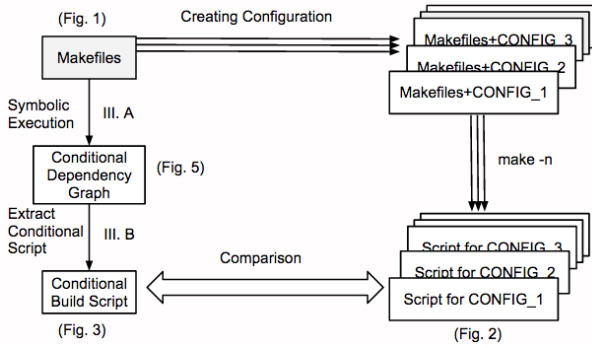 (Fig. 1)
Creating Configuration
Makefiles
Makefiles+CONFIG_3
Makefiles+CONFIG_2
Makefiles+CONFIG_1
Symbolic
Execution
III. A
make -n
Conditional
Dependency
Graph
(Fig. 5)
Extract
Conditional
Script
III. B
Comparison
Script for CONFIG_3
Script for CONFIG_2
Script for CONFIG_1
Conditional
Build Script
(Fig. 3)
(Fig. 2)